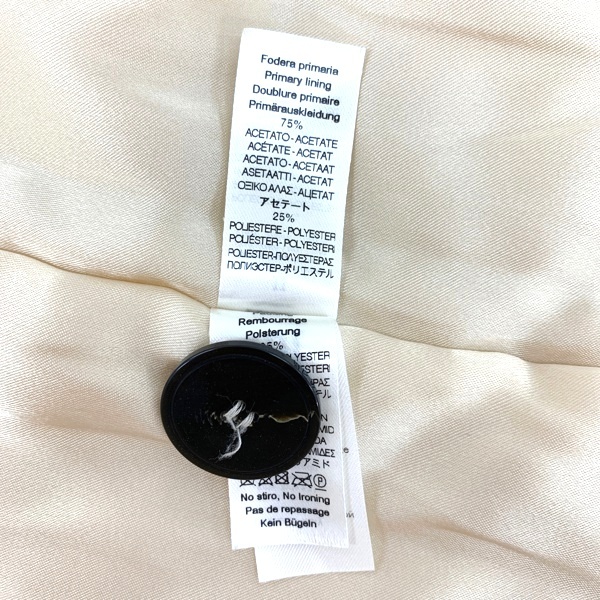 Fodera primaria
Primary lining
Doublure primaire
Primärauskleidung
75%
ACETATO - ACETATE
ACÉTATE - ACETAT
ACETATO - ACETAAT
ASETAATTI - ACETAT
ΟΞΙΚΟ ΑΛΑΣ - АЦЕТАТ
アセテート
25%
POLIESTERE - POLYESTER
POLIÉSTER - POLYESTER
POLYESTER-ΠΟΛΥΕΣΤΕΡΑΣ
ПОЛИЭСТЕР-ポリエステル
Rembourrage
Polsterung
No stiro, No Ironing
Pas de repassage
Kein Bügeln